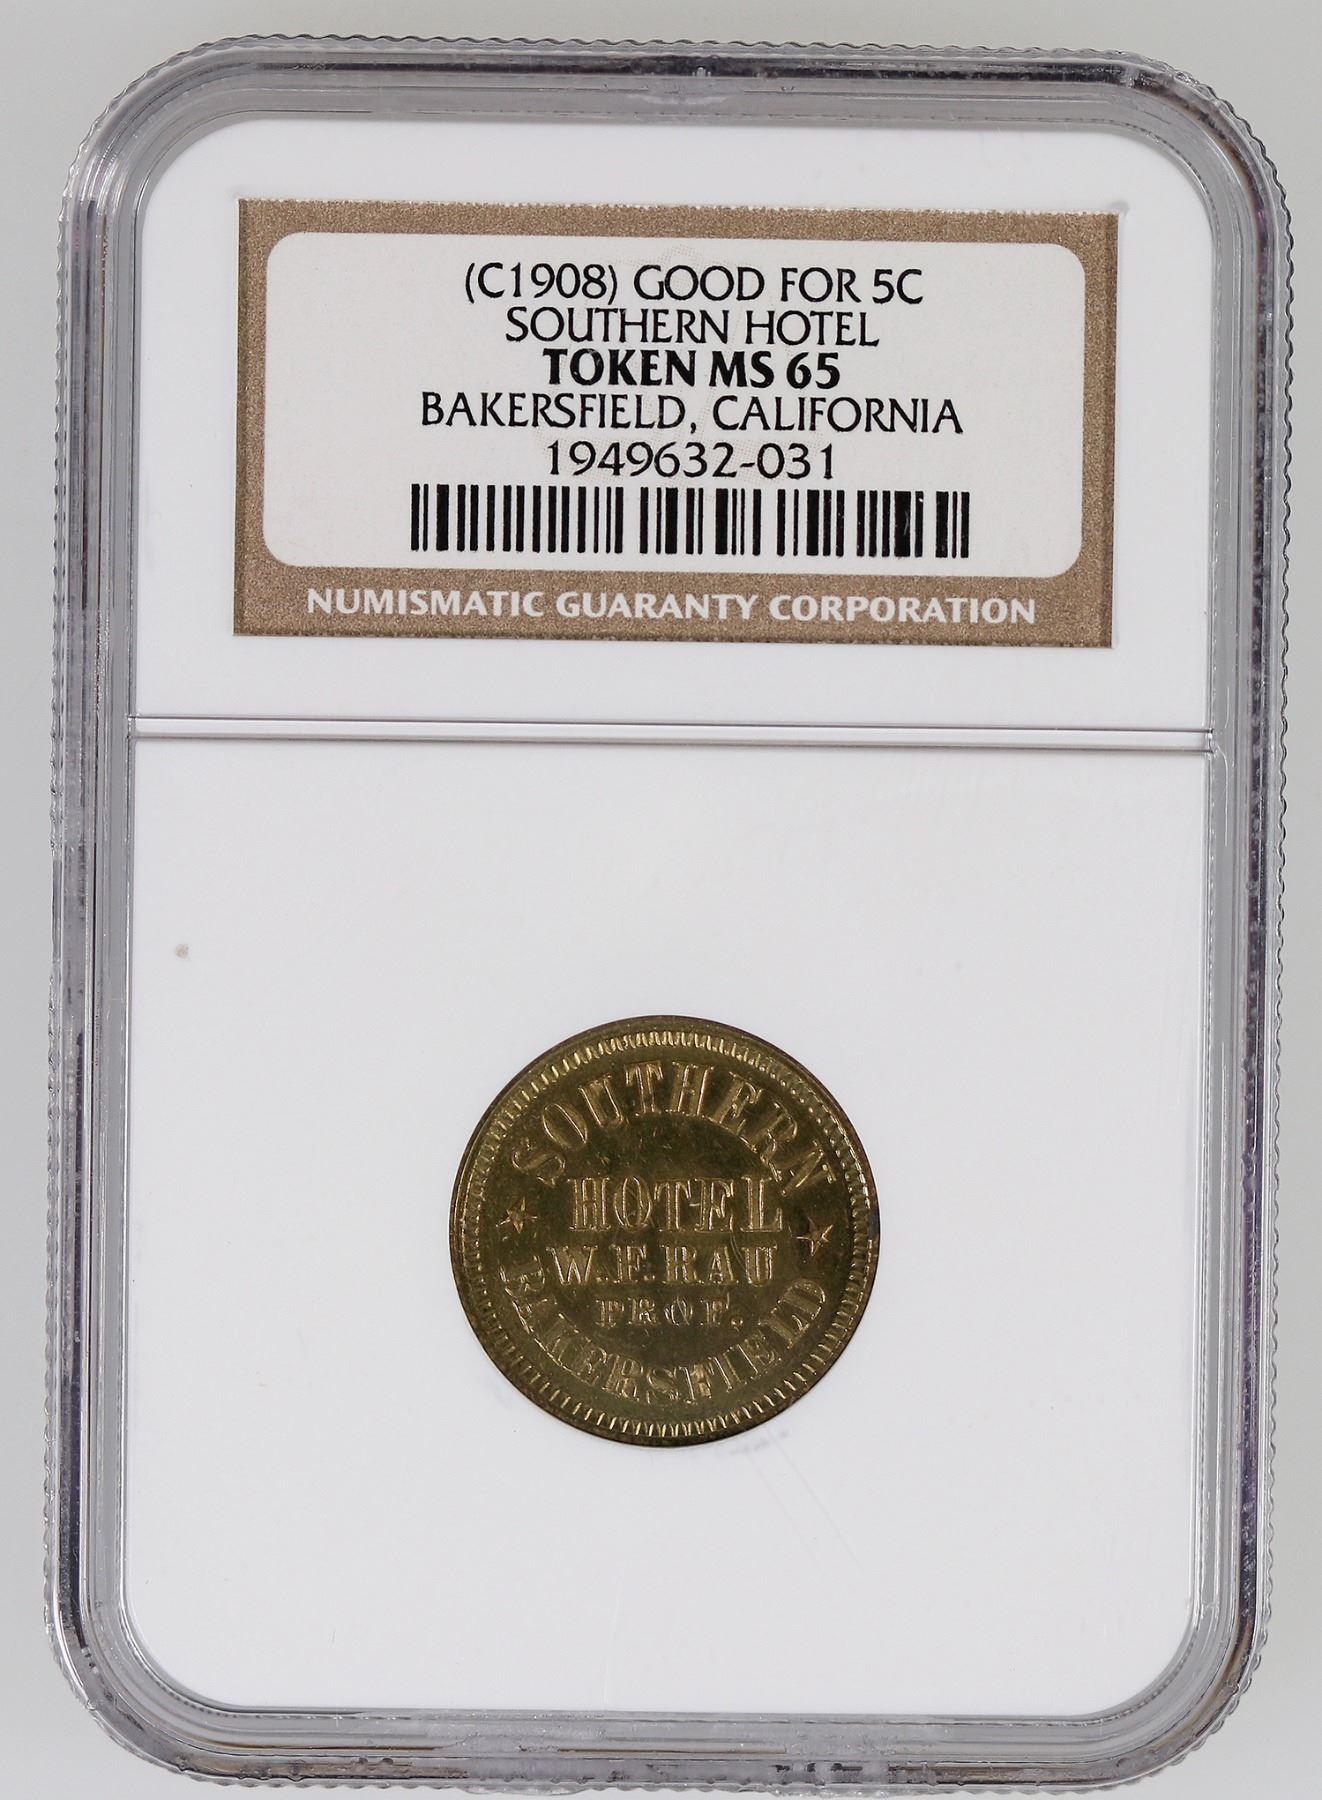 (C1908) GOOD FOR 5C
SOUTHERN HOTEL
TOKEN MS 65
BAKERSFIELD, CALIFORNIA
1949632-031
NUMISMATIC GUARANTY CORPORATION
SOUTHERN
HOTEL
W.F.RAU
PROP.
BAKERSFIELD